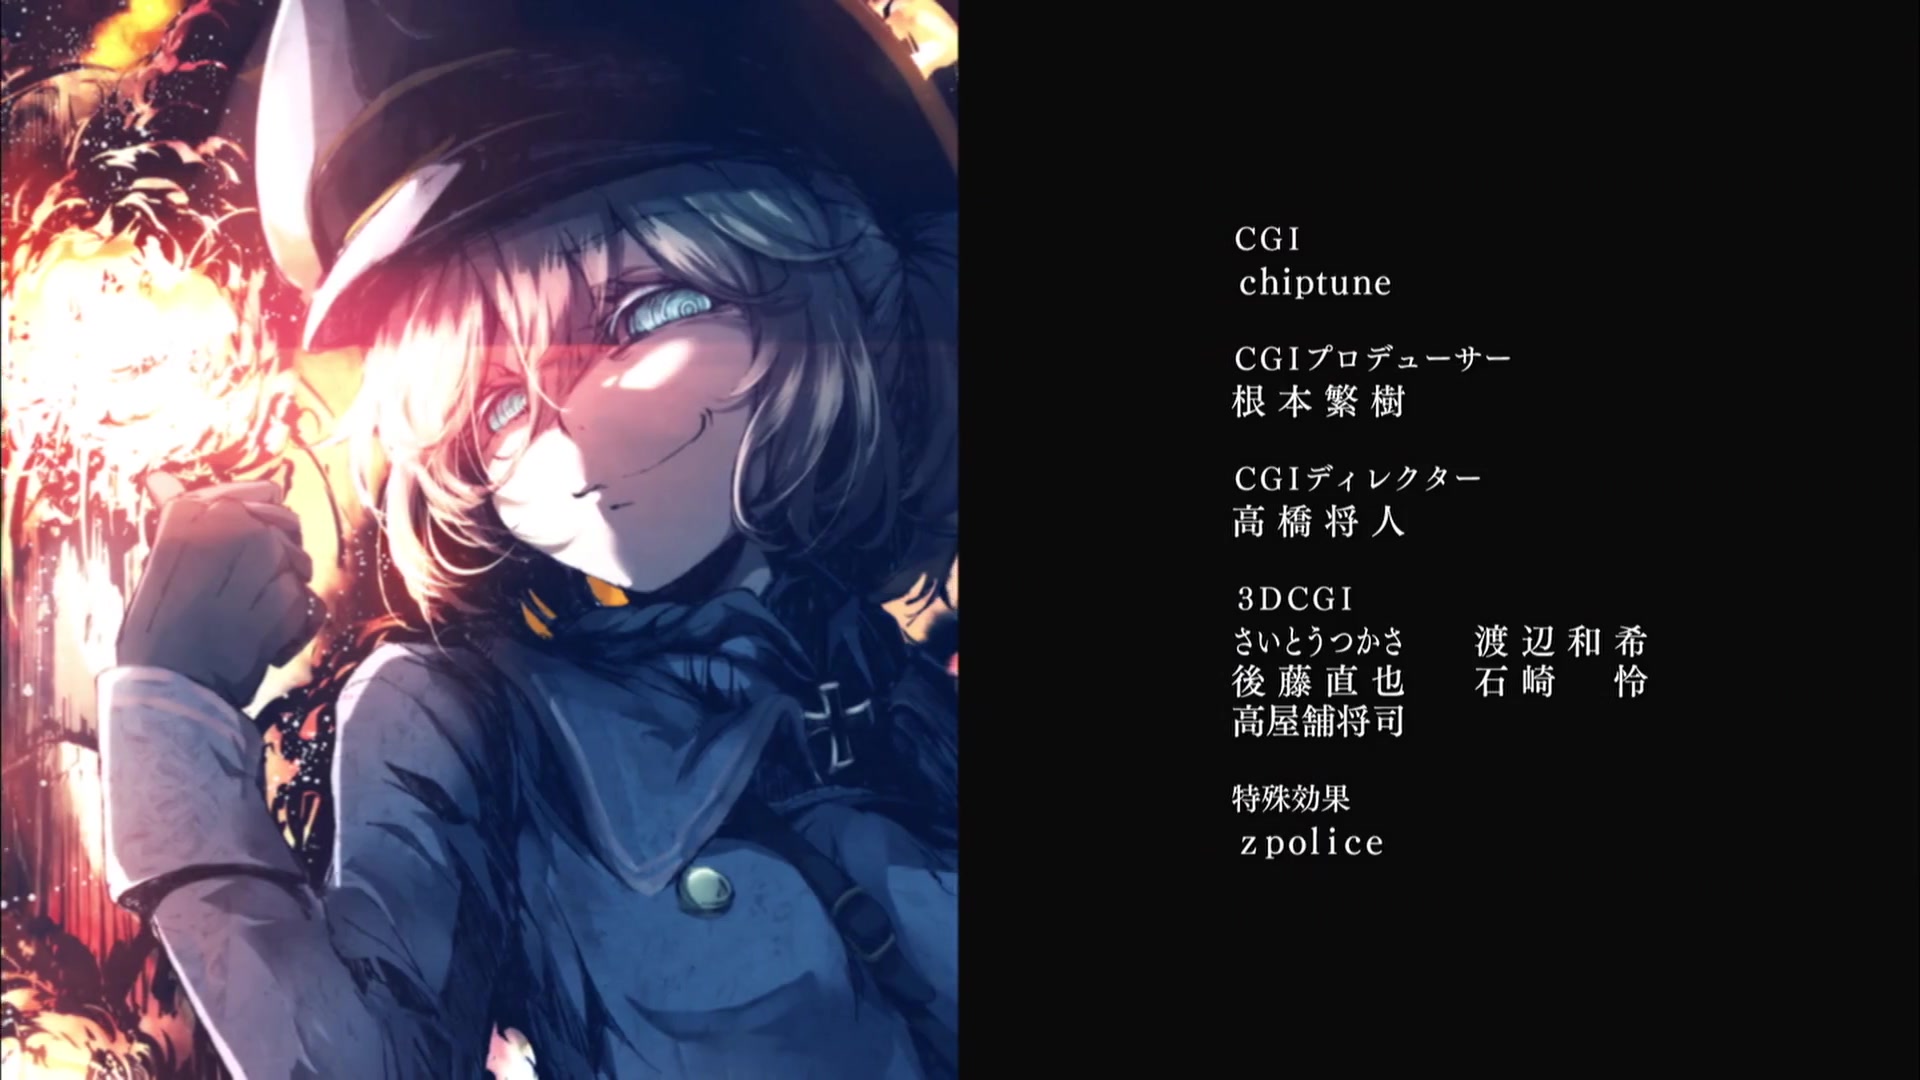 CGI
chiptune
CGIプロデューサー
根本繁樹
CGIディレクター
高橋将人
3DCGI
さいとうつかさ 渡辺和希
後藤直也 石崎 怜
高屋舗将司
特殊効果
zpolice